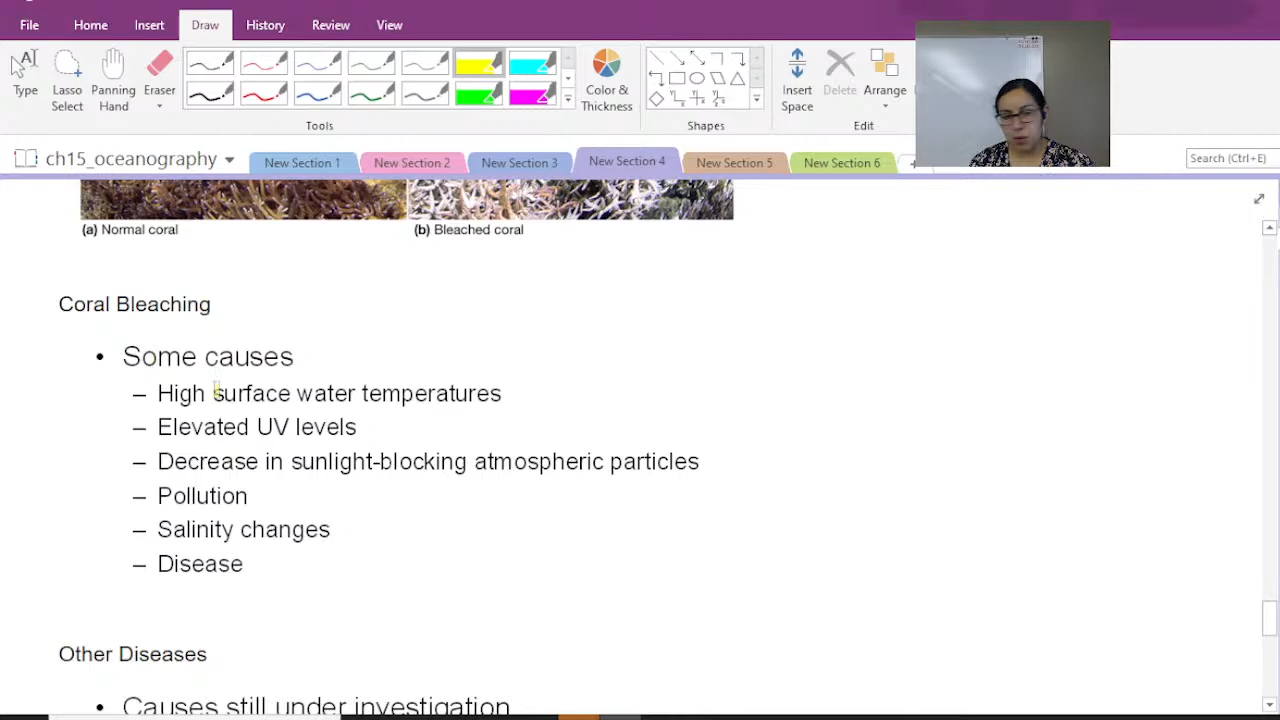 File Home Insert Draw History Review View
Type
Lasso Select
Panning Hand
Eraser
Color & Thickness
Insert Space
Delete
Arrange
Tools
Shapes
Edit
ch15_oceanography
New Section 1 New Section 2 New Section 3 New Section 4 New Section 5 New Section 6
Search (Ctrl+E)
(a) Normal coral
(b) Bleached coral
Coral Bleaching
• Some causes
– High surface water temperatures
– Elevated UV levels
– Decrease in sunlight-blocking atmospheric particles
– Pollution
– Salinity changes
– Disease
Other Diseases
• Causes still under investigation